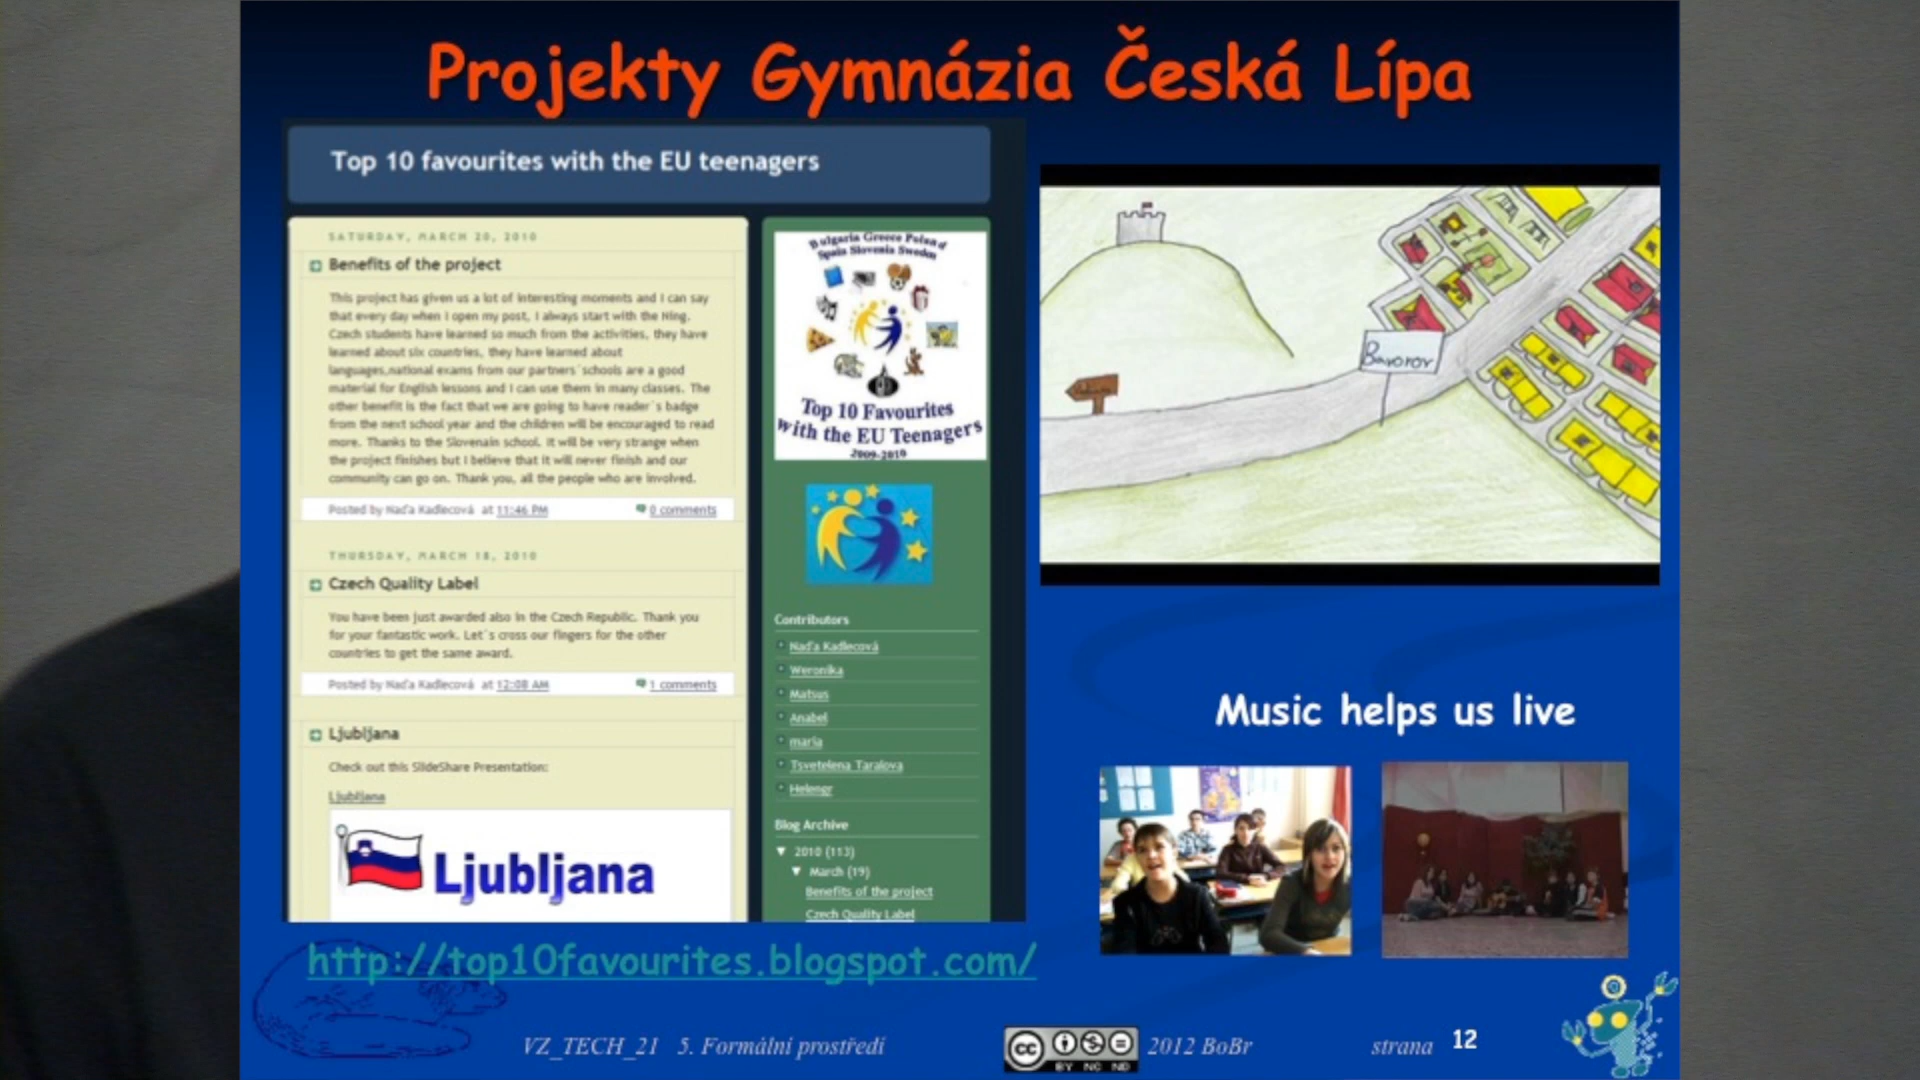 Projekty Gymnázia Česká Lípa
Top 10 favourites with the EU teenagers
SATURDAY, MARCH 20, 2010
Benefits of the project
This project has given us a lot of interesting moments and I can say
that every day when I open my post, I always start with the Ning.
Czech students have learned so much from the activities, they have
learned about six countries, they have learned about
languages,national exams from our partners´schools are a good
material for English lessons and I can use them in many classes. The
other benefit is the fact that we are going to have reader´s badge
from the next school year and the children will be encouraged to read
more. Thanks to the Slovenain school. It will be very strange when
the project finishes but I believe that it will never finish and our
community can go on. Thank you, all the people who are involved.
Posted by Naďa Kadlecová at 11:46 PM
0 comments
THURSDAY, MARCH 18, 2010
Czech Quality Label
You have been just awarded also in the Czech Republic. Thank you
for your fantastic work. Let´s cross our fingers for the other
countries to get the same award.
Posted by Naďa Kadlecová at 12:08 AM
1 comments
Ljubljana
Check out this SlideShare Presentation:
Ljubljana
Ljubljana
Bulgaria Greece Poland
Spain Slovenia Sweden
Top 10 Favourites
with the EU Teenagers
2009-2010
Contributors
Naďa Kadlecová
Weronika
Matsus
Anabel
maria
Tsvetelena Taralova
Helengr
Blog Archive
▼ 2010 (113)
▼ March (19)
Benefits of the project
Czech Quality Label
Bavorov
Music helps us live
http://top10favourites.blogspot.com/
VZ_TECH_21 5. Formální prostředí
cc
BY NC ND
2012 BoBr
strana 12